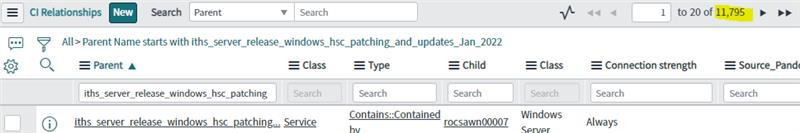 CI Relationships New Search Parent Search 1 to 20 of 11,795
All > Parent Name starts with iths_server_release_windows_hsc_patching_and_updates_Jan_2022
Parent Class Type Child Class Connection strength Source_Pando
iths_server_release_windows_hsc_patching Search Search Search Search Search Search
iths_server_release_windows_hsc_patching... Service Contains::Contained by rocsawn00007 Windows Server Always